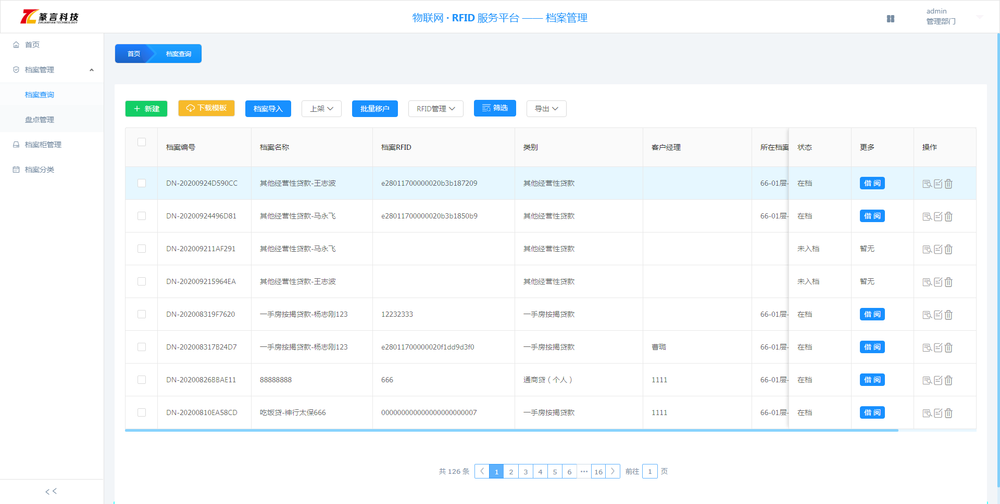 篆言科技
ZHUANYAN TECHNOLOGY
物联网 · RFID 服务平台 —— 档案管理
admin
管理部门
首页
档案管理
档案查询
盘点管理
档案柜管理
档案分类
<<
首页 档案查询
新建 下载模板 档案导入 上架 批量移户 RFID管理 筛选 导出
档案编号 档案名称 档案RFID 类别 客户经理 所在档案 状态 更多 操作
DN-20200924D590CC 其他经营性贷款-王志波 e28011700000020b3b187209 其他经营性贷款 66-01层- 在档 借 阅
DN-20200924496D81 其他经营性贷款-马永飞 e28011700000020b3b1850b9 其他经营性贷款 66-01层- 在档 借 阅
DN-202009211AF291 其他经营性贷款-马永飞 其他经营性贷款 未入档 暂无
DN-202009215964EA 其他经营性贷款-王志波 其他经营性贷款 未入档 暂无
DN-202008319F7620 一手房按揭贷款-杨志刚123 12232333 一手房按揭贷款 66-01层- 在档 借 阅
DN-202008317B24D7 一手房按揭贷款-杨志刚123 e28011700000020f1dd9d3f0 一手房按揭贷款 曹璐 66-01层- 在档 借 阅
DN-20200826BBAE11 88888888 666 通商贷（个人） 1111 66-01层- 在档 借 阅
DN-20200810EA58CD 吃饭贷-神行太保666 000000000000000000000007 一手房按揭贷款 1111 66-01层- 在档 借 阅
共 126 条 < 1 2 3 4 5 6 ··· 16 > 前往 1 页